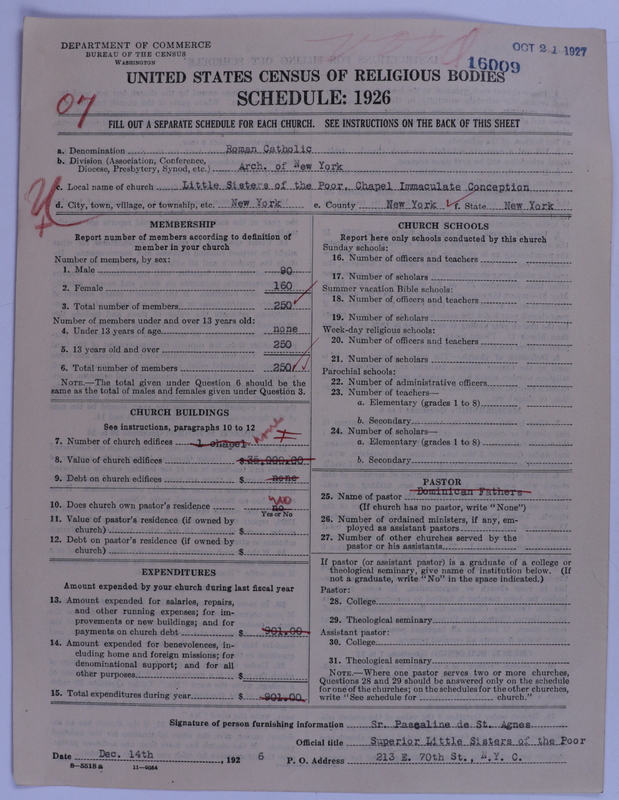 DEPARTMENT OF COMMERCE
BUREAU OF THE CENSUS
WASHINGTON
OCT 21 1927
16009
UNITED STATES CENSUS OF RELIGIOUS BODIES
SCHEDULE: 1926
07
FILL OUT A SEPARATE SCHEDULE FOR EACH CHURCH. SEE INSTRUCTIONS ON THE BACK OF THIS SHEET
a. Denomination Roman Catholic
b. Division (Association, Conference, Diocese, Presbytery, Synod, etc.) Arch. of New York
c. Local name of church Little Sisters of the Poor, Chapel Immaculate Conception
d. City, town, village, or township, etc. New York e. County New York f. State New York
MEMBERSHIP
Report number of members according to definition of
member in your church
Number of members, by sex:
1. Male 90
2. Female 160
3. Total number of members 250
Number of members under and over 13 years old:
4. Under 13 years of age none
5. 13 years old and over 250
6. Total number of members 250
NOTE.—The total given under Question 6 should be the
same as the total of males and females given under Question 3.
CHURCH BUILDINGS
See instructions, paragraphs 10 to 12
7. Number of church edifices 1 chapel none
8. Value of church edifices $35,000.00
9. Debt on church edifices $ none
10. Does church own pastor's residence no no
Yes or No
11. Value of pastor's residence (if owned by
church) $
12. Debt on pastor's residence (if owned by
church) $
EXPENDITURES
Amount expended by your church during last fiscal year
13. Amount expended for salaries, repairs,
and other running expenses; for im-
provements or new buildings; and for
payments on church debt $ 901.00
14. Amount expended for benevolences, in-
cluding home and foreign missions; for
denominational support; and for all
other purposes $
15. Total expenditures during year $ 901.00
CHURCH SCHOOLS
Report here only schools conducted by this church
Sunday schools:
16. Number of officers and teachers
17. Number of scholars
Summer vacation Bible schools:
18. Number of officers and teachers
19. Number of scholars
Week-day religious schools:
20. Number of officers and teachers
21. Number of scholars
Parochial schools:
22. Number of administrative officers
23. Number of teachers—
a. Elementary (grades 1 to 8)
b. Secondary
24. Number of scholars—
a. Elementary (grades 1 to 8)
b. Secondary
PASTOR
25. Name of pastor Dominican Fathers
(If church has no pastor, write "None")
26. Number of ordained ministers, if any, em-
ployed as assistant pastors
27. Number of other churches served by the
pastor or his assistants
If pastor (or assistant pastor) is a graduate of a college or
theological seminary, give name of institution below. (If
not a graduate, write "No" in the space indicated.)
Pastor:
28. College
29. Theological seminary
Assistant pastor:
30. College
31. Theological seminary
NOTE.—Where one pastor serves two or more churches,
Questions 28 and 29 should be answered only on the schedule
for one of the churches; on the schedules for the other churches,
write "See schedule for church."
Signature of person furnishing information Sr. Pascaline de St. Agnes
Official title Superior Little Sisters of the Poor
Date Dec. 14th, 192 6 P. O. Address 213 E. 70th St., N.Y. C.
8—5518 a 11—9054